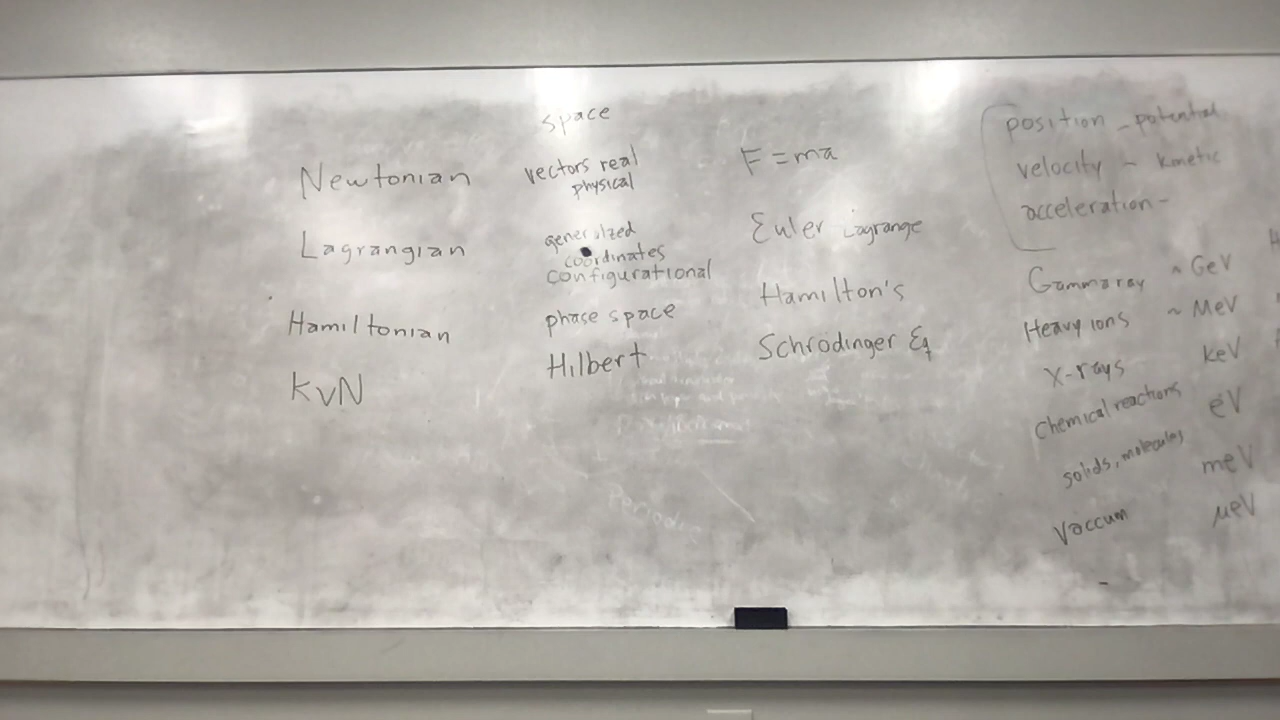 space
Newtonian
vectors real
physical
F = ma
Lagrangian
generalized
coordinates
configurational
Euler Lagrange
Hamiltonian
phase space
Hamilton's
KvN
Hilbert
Schrodinger Eq
position - potential
velocity - kinetic
acceleration -
Gammaray ~ GeV
Heavy ions ~ MeV
X-rays keV
Chemical reactions eV
solids, molecules meV
Vaccum μeV
Periodic